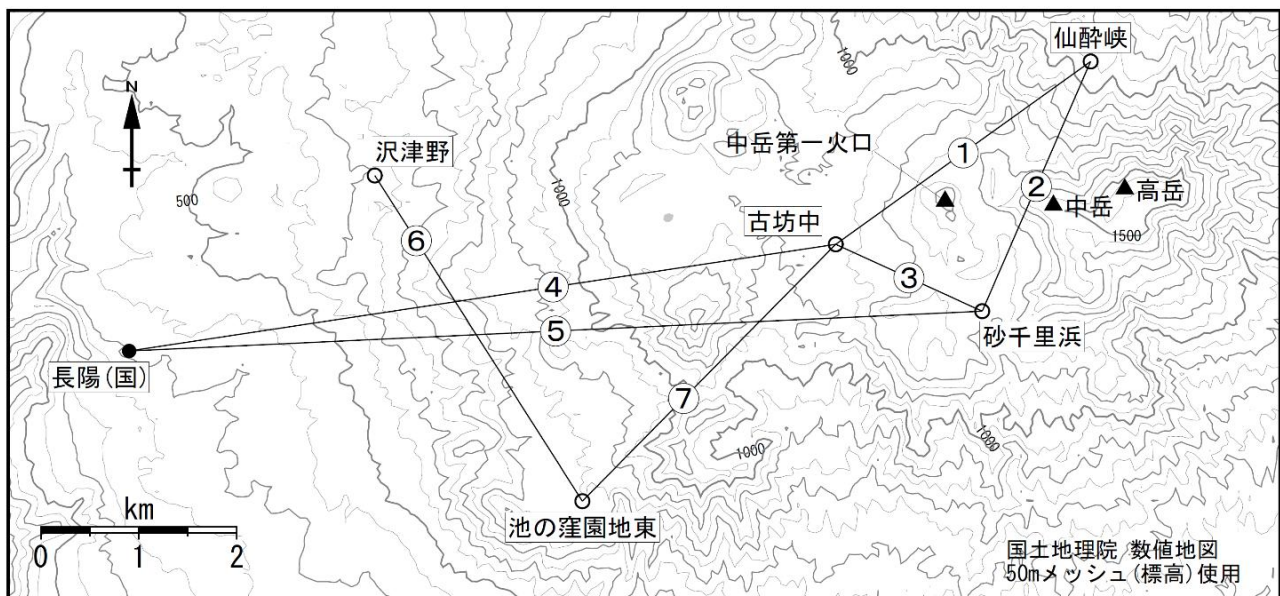 仙酔峡
1000
N
中岳第一火口
①
沢津野
1000
②
高岳
500
中岳
古坊中
1500
⑥
③
④
砂千里浜
⑤
長陽(国)
⑦
1000
1000
km
0 1 2
池の窪園地東
国土地理院 数値地図
50mメッシュ(標高)使用